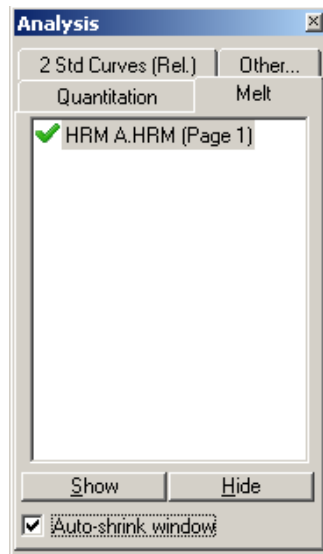 Analysis
2 Std Curves (Rel.) Other...
Quantitation Melt
HRM A.HRM (Page 1)
Show Hide
Auto-shrink window